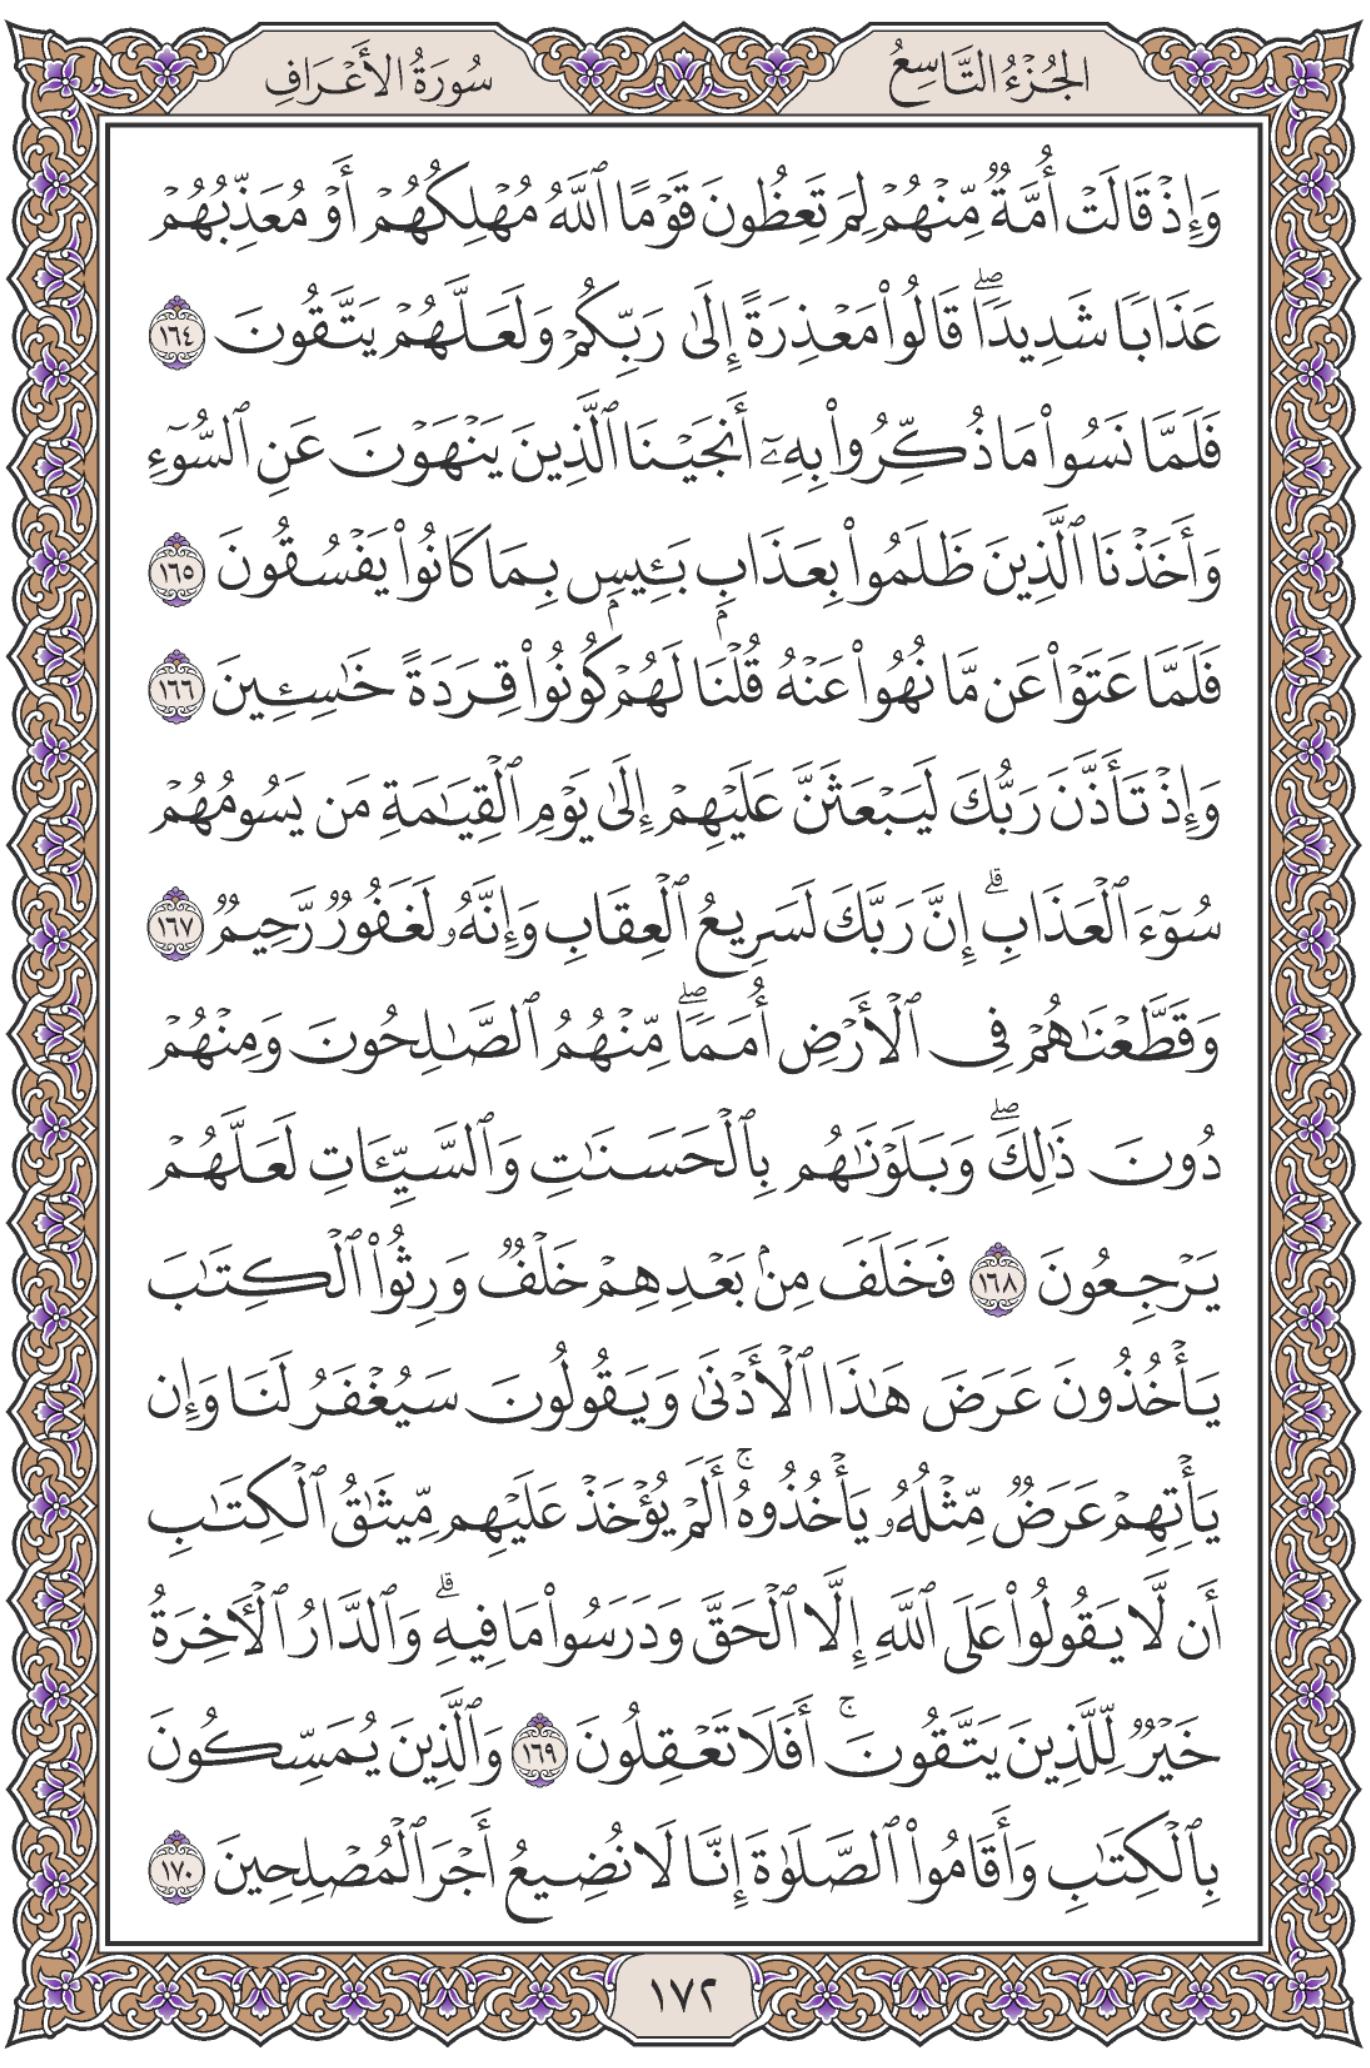 الجُزْءُ التَّاسِعُ
سُورَةُ الأَعْرَافِ
وَإِذْ قَالَتْ أُمَّةٌ مِّنْهُمْ لِمَ تَعِظُونَ قَوْمًا ٱللَّهُ مُهْلِكُهُمْ أَوْ مُعَذِّبُهُمْ
عَذَابًا شَدِيدًاۖ قَالُوا۟ مَعْذِرَةً إِلَىٰ رَبِّكُمْ وَلَعَلَّهُمْ يَتَّقُونَ ١٦٤
فَلَمَّا نَسُوا۟ مَا ذُكِّرُوا۟ بِهِۦٓ أَنجَيْنَا ٱلَّذِينَ يَنْهَوْنَ عَنِ ٱلسُّوٓءِ
وَأَخَذْنَا ٱلَّذِينَ ظَلَمُوا۟ بِعَذَابٍۭ بَـِٔيسٍۭ بِمَا كَانُوا۟ يَفْسُقُونَ ١٦٥
فَلَمَّا عَتَوْا۟ عَن مَّا نُهُوا۟ عَنْهُ قُلْنَا لَهُمْ كُونُوا۟ قِرَدَةً خَـٰسِـِٔينَ ١٦٦
وَإِذْ تَأَذَّنَ رَبُّكَ لَيَبْعَثَنَّ عَلَيْهِمْ إِلَىٰ يَوْمِ ٱلْقِيَـٰمَةِ مَن يَسُومُهُمْ
سُوٓءَ ٱلْعَذَابِۗ إِنَّ رَبَّكَ لَسَرِيعُ ٱلْعِقَابِ وَإِنَّهُۥ لَغَفُورٌ رَّحِيمٌ ١٦٧
وَقَطَّعْنَـٰهُمْ فِى ٱلْأَرْضِ أُمَمًاۖ مِّنْهُمُ ٱلصَّـٰلِحُونَ وَمِنْهُمْ
دُونَ ذَٰلِكَۖ وَبَلَوْنَـٰهُم بِٱلْحَسَنَـٰتِ وَٱلسَّيِّـَٔاتِ لَعَلَّهُمْ
يَرْجِعُونَ ١٦٨ فَخَلَفَ مِنۢ بَعْدِهِمْ خَلْفٌ وَرِثُوا۟ ٱلْكِتَـٰبَ
يَأْخُذُونَ عَرَضَ هَـٰذَا ٱلْأَدْنَىٰ وَيَقُولُونَ سَيُغْفَرُ لَنَا وَإِن
يَأْتِهِمْ عَرَضٌ مِّثْلُهُۥ يَأْخُذُوهُۚ أَلَمْ يُؤْخَذْ عَلَيْهِم مِّيثَـٰقُ ٱلْكِتَـٰبِ
أَن لَّا يَقُولُوا۟ عَلَى ٱللَّهِ إِلَّا ٱلْحَقَّ وَدَرَسُوا۟ مَا فِيهِۗ وَٱلدَّارُ ٱلْـَٔاخِرَةُ
خَيْرٌ لِّلَّذِينَ يَتَّقُونَۚ أَفَلَا تَعْقِلُونَ ١٦٩ وَٱلَّذِينَ يُمَسِّكُونَ
بِٱلْكِتَـٰبِ وَأَقَامُوا۟ ٱلصَّلَوٰةَ إِنَّا لَا نُضِيعُ أَجْرَ ٱلْمُصْلِحِينَ ١٧٠
١٧٢